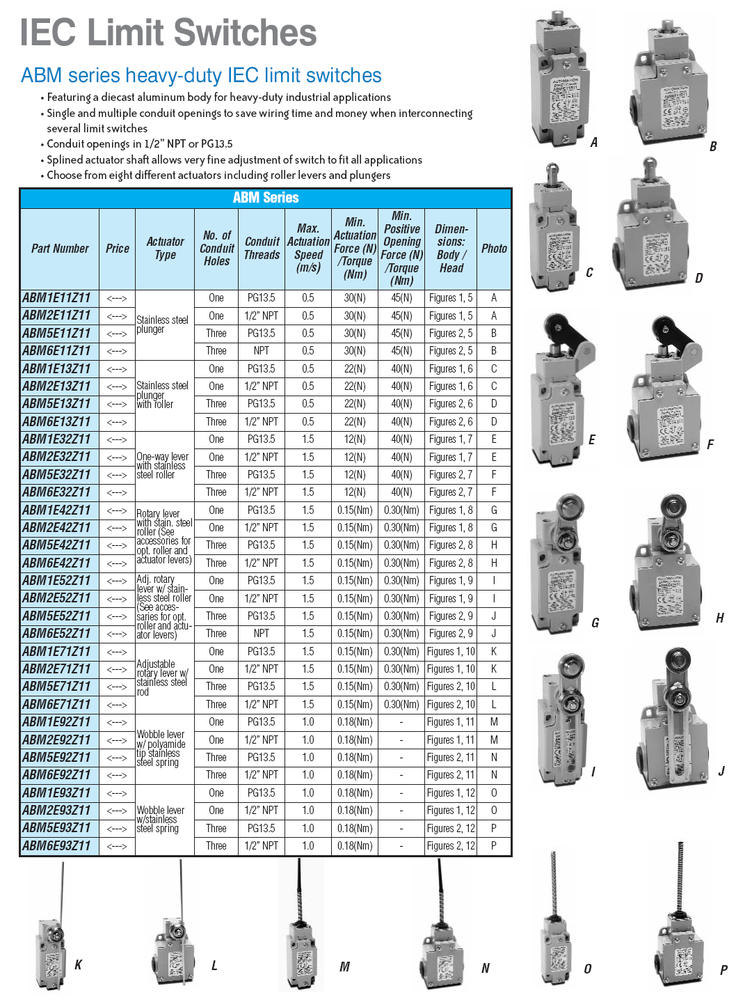 IEC Limit Switches
ABM series heavy-duty IEC limit switches
• Featuring a diecast aluminum body for heavy-duty industrial applications
• Single and multiple conduit openings to save wiring time and money when interconnecting
several limit switches
• Conduit openings in 1/2” NPT or PG13.5
• Splined actuator shaft allows very fine adjustment of switch to fit all applications
• Choose from eight different actuators including roller levers and plungers
ABM Series
Part Number Price Actuator Type No. of Conduit Holes Conduit Threads Max. Actuation Speed (m/s) Min. Actuation Force (N) /Torque (Nm) Min. Positive Opening Force (N) /Torque (Nm) Dimen- sions: Body / Head Photo
Stainless steel
plunger
ABM1E11Z11 <---> One PG13.5 0.5 30(N) 45(N) Figures 1, 5 A
ABM2E11Z11 <---> One 1/2” NPT 0.5 30(N) 45(N) Figures 1, 5 A
ABM5E11Z11 <---> Three PG13.5 0.5 30(N) 45(N) Figures 2, 5 B
ABM6E11Z11 <---> Three NPT 0.5 30(N) 45(N) Figures 2, 5 B
Stainless steel
plunger
with roller
ABM1E13Z11 <---> One PG13.5 0.5 22(N) 40(N) Figures 1, 6 C
ABM2E13Z11 <---> One 1/2” NPT 0.5 22(N) 40(N) Figures 1, 6 C
ABM5E13Z11 <---> Three PG13.5 0.5 22(N) 40(N) Figures 2, 6 D
ABM6E13Z11 <---> Three 1/2” NPT 0.5 22(N) 40(N) Figures 2, 6 D
One-way lever
with stainless
steel roller
ABM1E32Z11 <---> One PG13.5 1.5 12(N) 40(N) Figures 1, 7 E
ABM2E32Z11 <---> One 1/2” NPT 1.5 12(N) 40(N) Figures 1, 7 E
ABM5E32Z11 <---> Three PG13.5 1.5 12(N) 40(N) Figures 2, 7 F
ABM6E32Z11 <---> Three 1/2” NPT 1.5 12(N) 40(N) Figures 2, 7 F
Rotary lever
with stain. steel
roller (See
accessories for
opt. roller and
actuator levers)
ABM1E42Z11 <---> One PG13.5 1.5 0.15(Nm) 0.30(Nm) Figures 1, 8 G
ABM2E42Z11 <---> One 1/2” NPT 1.5 0.15(Nm) 0.30(Nm) Figures 1, 8 G
ABM5E42Z11 <---> Three PG13.5 1.5 0.15(Nm) 0.30(Nm) Figures 2, 8 H
ABM6E42Z11 <---> Three 1/2” NPT 1.5 0.15(Nm) 0.30(Nm) Figures 2, 8 H
Adj. rotary
lever w/ stain-
less steel roller
(See acces-
saries for opt.
roller and actu-
ator levers)
ABM1E52Z11 <---> One PG13.5 1.5 0.15(Nm) 0.30(Nm) Figures 1, 9 I
ABM2E52Z11 <---> One 1/2” NPT 1.5 0.15(Nm) 0.30(Nm) Figures 1, 9 I
ABM5E52Z11 <---> Three PG13.5 1.5 0.15(Nm) 0.30(Nm) Figures 2, 9 J
ABM6E52Z11 <---> Three NPT 1.5 0.15(Nm) 0.30(Nm) Figures 2, 9 J
Adjustable
rotary lever w/
stainless steel
rod
ABM1E71Z11 <---> One PG13.5 1.5 0.15(Nm) 0.30(Nm) Figures 1, 10 K
ABM2E71Z11 <---> One 1/2” NPT 1.5 0.15(Nm) 0.30(Nm) Figures 1, 10 K
ABM5E71Z11 <---> Three PG13.5 1.5 0.15(Nm) 0.30(Nm) Figures 2, 10 L
ABM6E71Z11 <---> Three 1/2” NPT 1.5 0.15(Nm) 0.30(Nm) Figures 2, 10 L
Wobble lever
w/ polyamide
tip stainless
steel spring
ABM1E92Z11 <---> One PG13.5 1.0 0.18(Nm) - Figures 1, 11 M
ABM2E92Z11 <---> One 1/2” NPT 1.0 0.18(Nm) - Figures 1, 11 M
ABM5E92Z11 <---> Three PG13.5 1.0 0.18(Nm) - Figures 2, 11 N
ABM6E92Z11 <---> Three 1/2” NPT 1.0 0.18(Nm) - Figures 2, 11 N
Wobble lever
w/stainless
steel spring
ABM1E93Z11 <---> One PG13.5 1.0 0.18(Nm) - Figures 1, 12 O
ABM2E93Z11 <---> One 1/2” NPT 1.0 0.18(Nm) - Figures 1, 12 O
ABM5E93Z11 <---> Three PG13.5 1.0 0.18(Nm) - Figures 2, 12 P
ABM6E93Z11 <---> Three 1/2” NPT 1.0 0.18(Nm) - Figures 2, 12 P
A
B
C
D
E
F
G
H
I
J
K
L
M
N
O
P
AUTOMATION